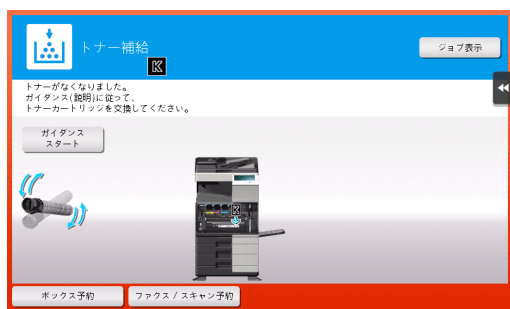 トナー補給
K
ジョブ表示
トナーがなくなりました。
ガイダンス(説明)に従って、
トナーカートリッジを交換してください。
ガイダンス
スタート
K
ボックス予約
ファクス / スキャン予約